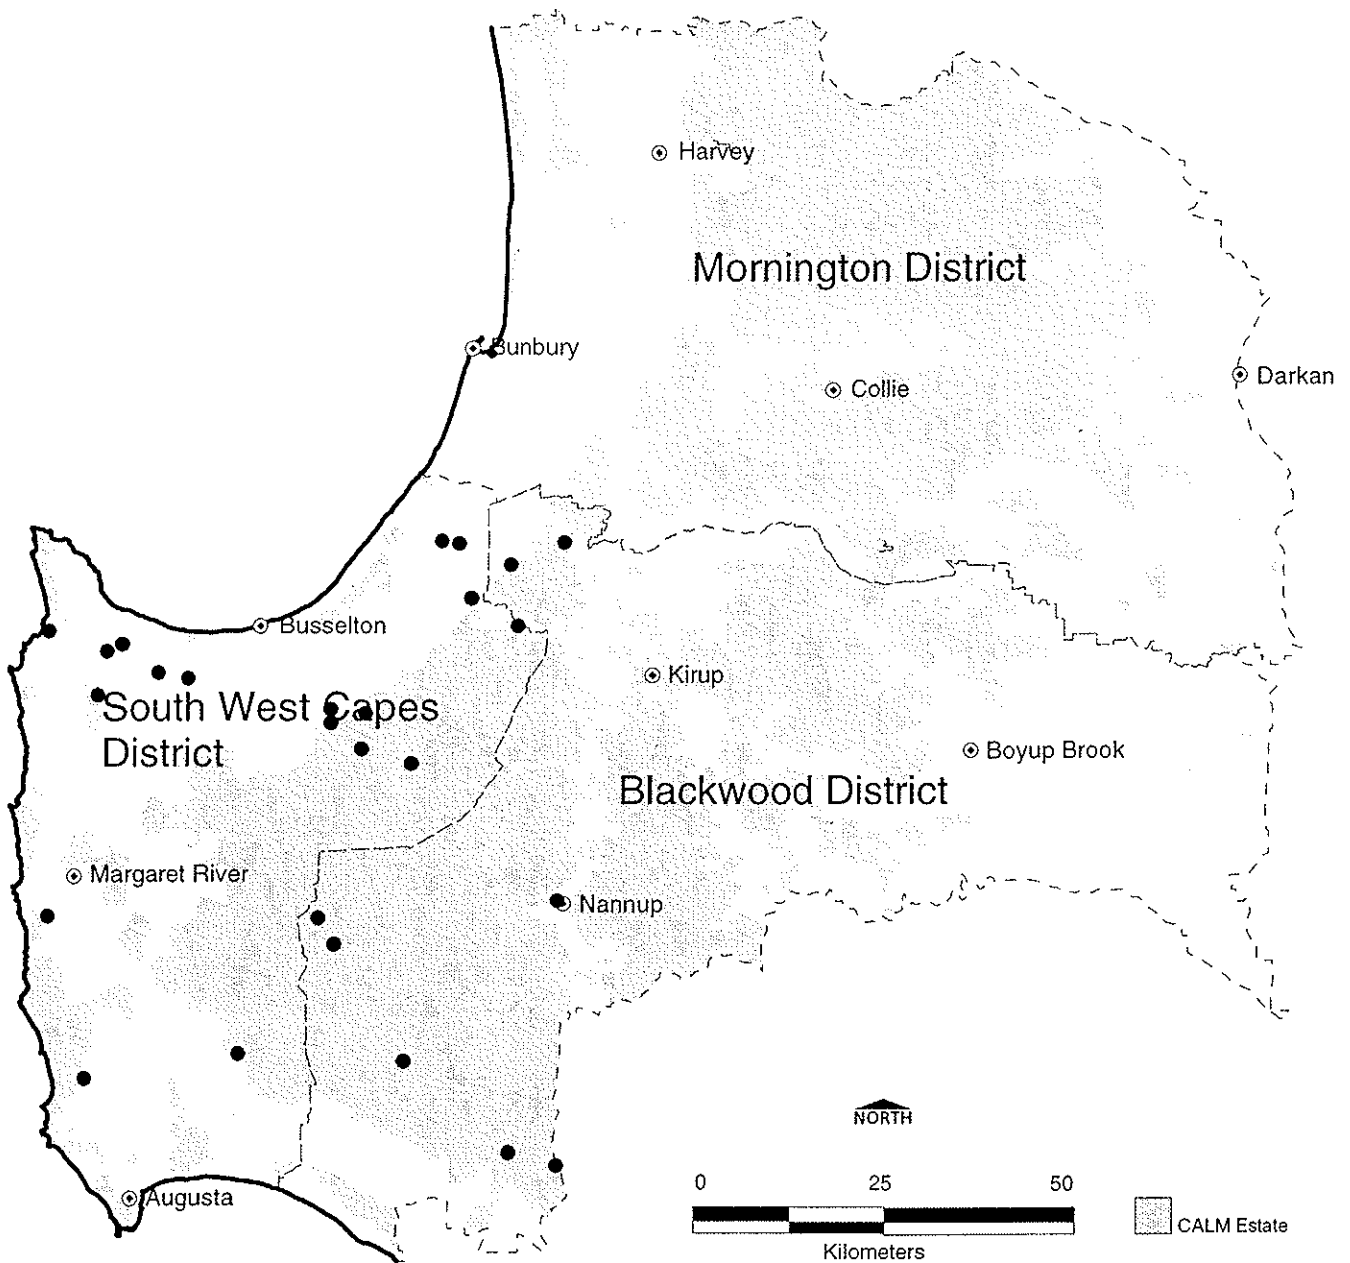 Harvey
Mornington District
Bunbury
Collie
Darkan
Busselton
Kirup
South West Capes
District
Boyup Brook
Blackwood District
Margaret River
Nannup
NORTH
0 25 50
Augusta
CALM Estate
Kilometers